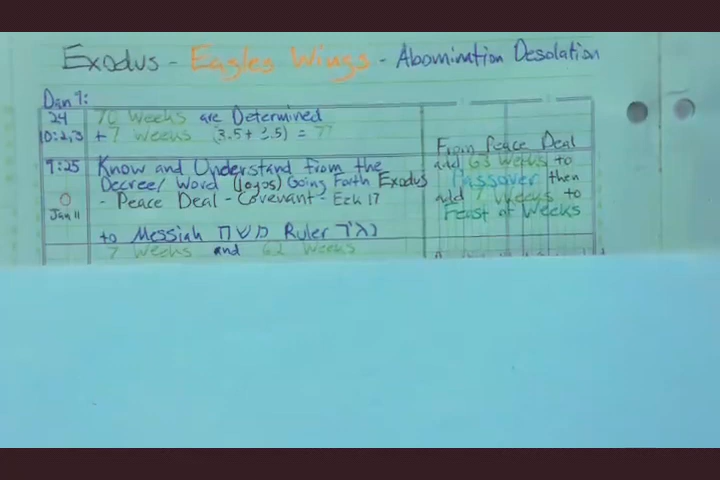 Exodus - Eagles Wings - Abomination Desolation
Dan 9:
24 70 Weeks are Determined
10:2,3 + 7 Weeks (3.5+ 3.5) = 77
9:25 Know and Understand from the
Decree/ Word (logos) Going Forth Exodus
- Peace Deal - Covenant - Ezk 17
0
Jan 11
to Messiah משח Ruler נגיד
7 Weeks and 62 Weeks
From Peace Deal
add 63 Weeks to
Passover then
add 7 Weeks to
Feast of Weeks